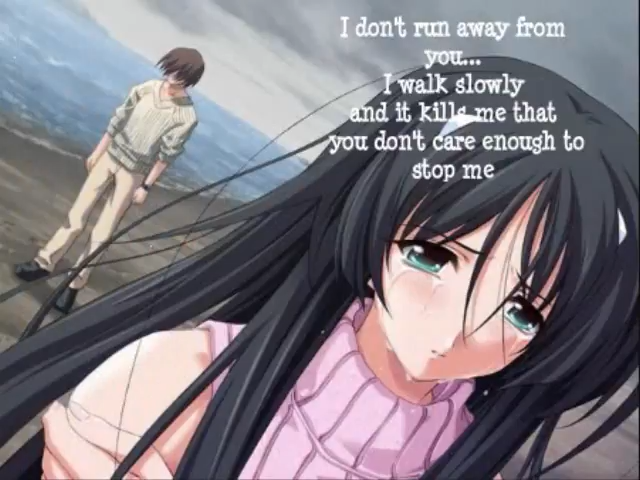 I don't run away from
you...
I walk slowly
and it kills me that
you don't care enough to
stop me